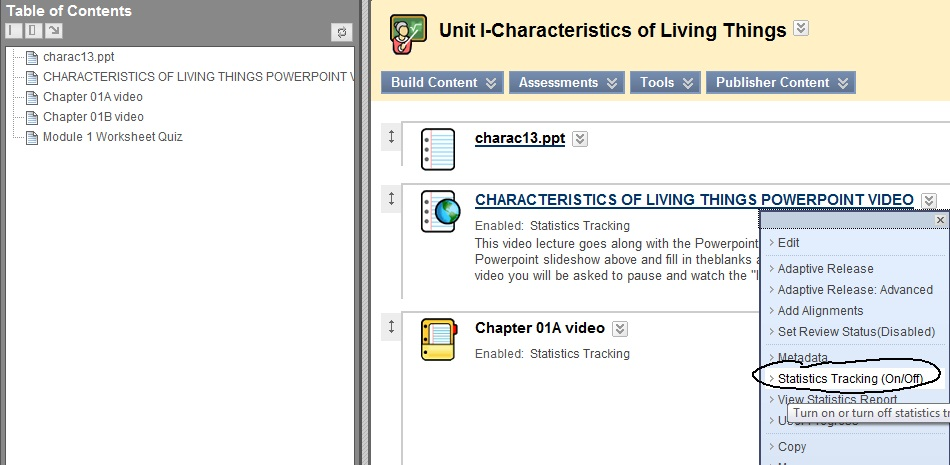 Table of Contents
charac13.ppt
CHARACTERISTICS OF LIVING THINGS POWERPOINT V
Chapter 01A video
Chapter 01B video
Module 1 Worksheet Quiz
Unit I-Characteristics of Living Things
Build Content Assessments Tools Publisher Content
charac13.ppt
CHARACTERISTICS OF LIVING THINGS POWERPOINT VIDEO
Enabled: Statistics Tracking
This video lecture goes along with the Powerpoint
Powerpoint slideshow above and fill in theblanks a
video you will be asked to pause and watch the "I
Chapter 01A video
Enabled: Statistics Tracking
Edit
Adaptive Release
Adaptive Release: Advanced
Add Alignments
Set Review Status(Disabled)
Metadata
Statistics Tracking (On/Off)
View Statistics Report
Turn on or turn off statistics tr
Copy